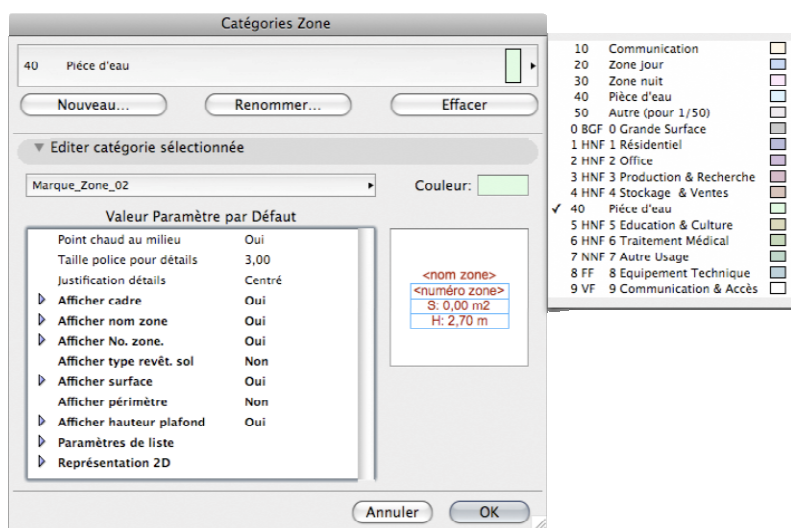 Catégories Zone
40 Piéce d'eau
Nouveau...
Renommer...
Effacer
Editer catégorie sélectionnée
Marque_Zone_02
Couleur:
Valeur Paramètre par Défaut
Point chaud au milieu Oui
Taille police pour détails 3,00
Justification détails Centré
Afficher cadre Oui
Afficher nom zone Oui
Afficher No. zone. Oui
Afficher type revêt. sol Non
Afficher surface Oui
Afficher périmètre Non
Afficher hauteur plafond Oui
Paramètres de liste
Représentation 2D
<nom zone>
<numéro zone>
S: 0,00 m2
H: 2,70 m
Annuler
OK
10 Communication
20 Zone jour
30 Zone nuit
40 Pièce d'eau
50 Autre (pour 1/50)
0 BGF 0 Grande Surface
1 HNF 1 Résidentiel
2 HNF 2 Office
3 HNF 3 Production & Recherche
4 HNF 4 Stockage & Ventes
✓ 40 Piéce d'eau
5 HNF 5 Education & Culture
6 HNF 6 Traitement Médical
7 NNF 7 Autre Usage
8 FF 8 Equipement Technique
9 VF 9 Communication & Accès